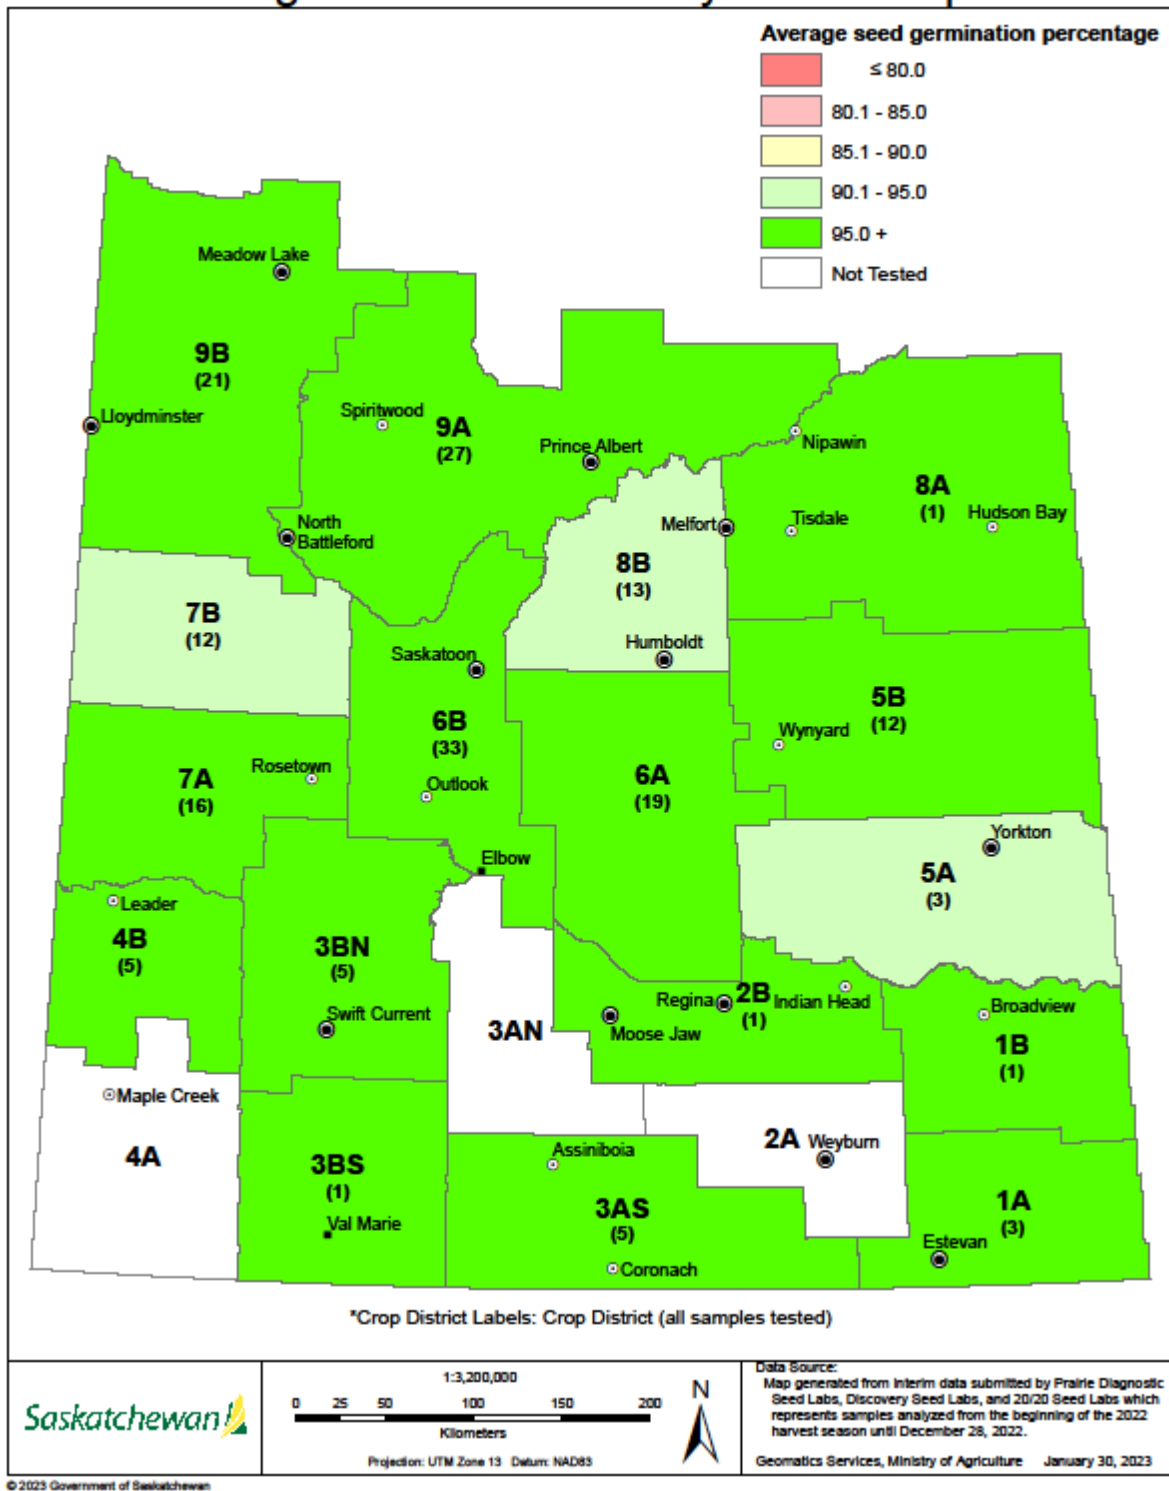 Average seed germination percentage
≤ 80.0
80.1 - 85.0
85.1 - 90.0
90.1 - 95.0
95.0 +
Not Tested
Meadow Lake
9B
(21)
Lloydminster
Spiritwood
9A
(27)
Prince Albert
Nipawin
8A
(1)
Hudson Bay
Tisdale
Melfort
North
Battleford
8B
(13)
7B
(12)
Humboldt
Saskatoon
6B
(33)
5B
(12)
Wynyard
Rosetown
7A
(16)
Outlook
6A
(19)
Yorkton
Elbow
5A
(3)
Leader
4B
(5)
3BN
(5)
Swift Current
3AN
Regina
2B
(1)
Indian Head
Moose Jaw
Broadview
1B
(1)
Maple Creek
4A
2A
Weyburn
Assiniboia
3BS
(1)
Val Marie
3AS
(5)
1A
(3)
Estevan
Coronach
*Crop District Labels: Crop District (all samples tested)
Saskatchewan
1:3,200,000
0 25 50 100 150 200
Kilometers
Projection: UTM Zone 13 Datum: NAD83
N
Data Source:
Map generated from interim data submitted by Prairie Diagnostic
Seed Labs, Discovery Seed Labs, and 20/20 Seed Labs which
represents samples analyzed from the beginning of the 2022
harvest season until December 28, 2022.
Geomatics Services, Ministry of Agriculture January 30, 2023
© 2023 Government of Saskatchewan